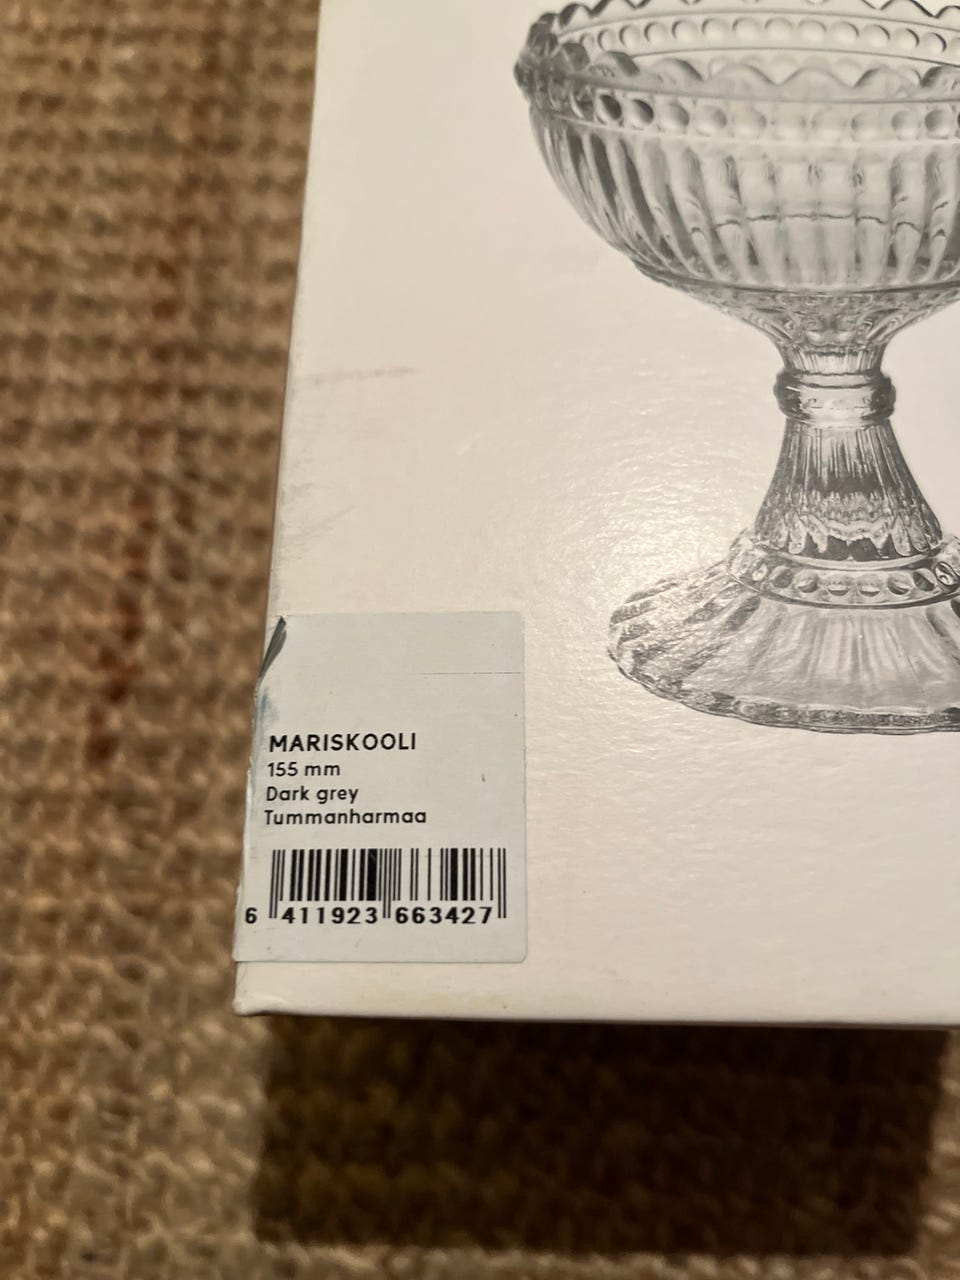 MARISKOOLI
155 mm
Dark grey
Tummanharmaa
6 411923 663427